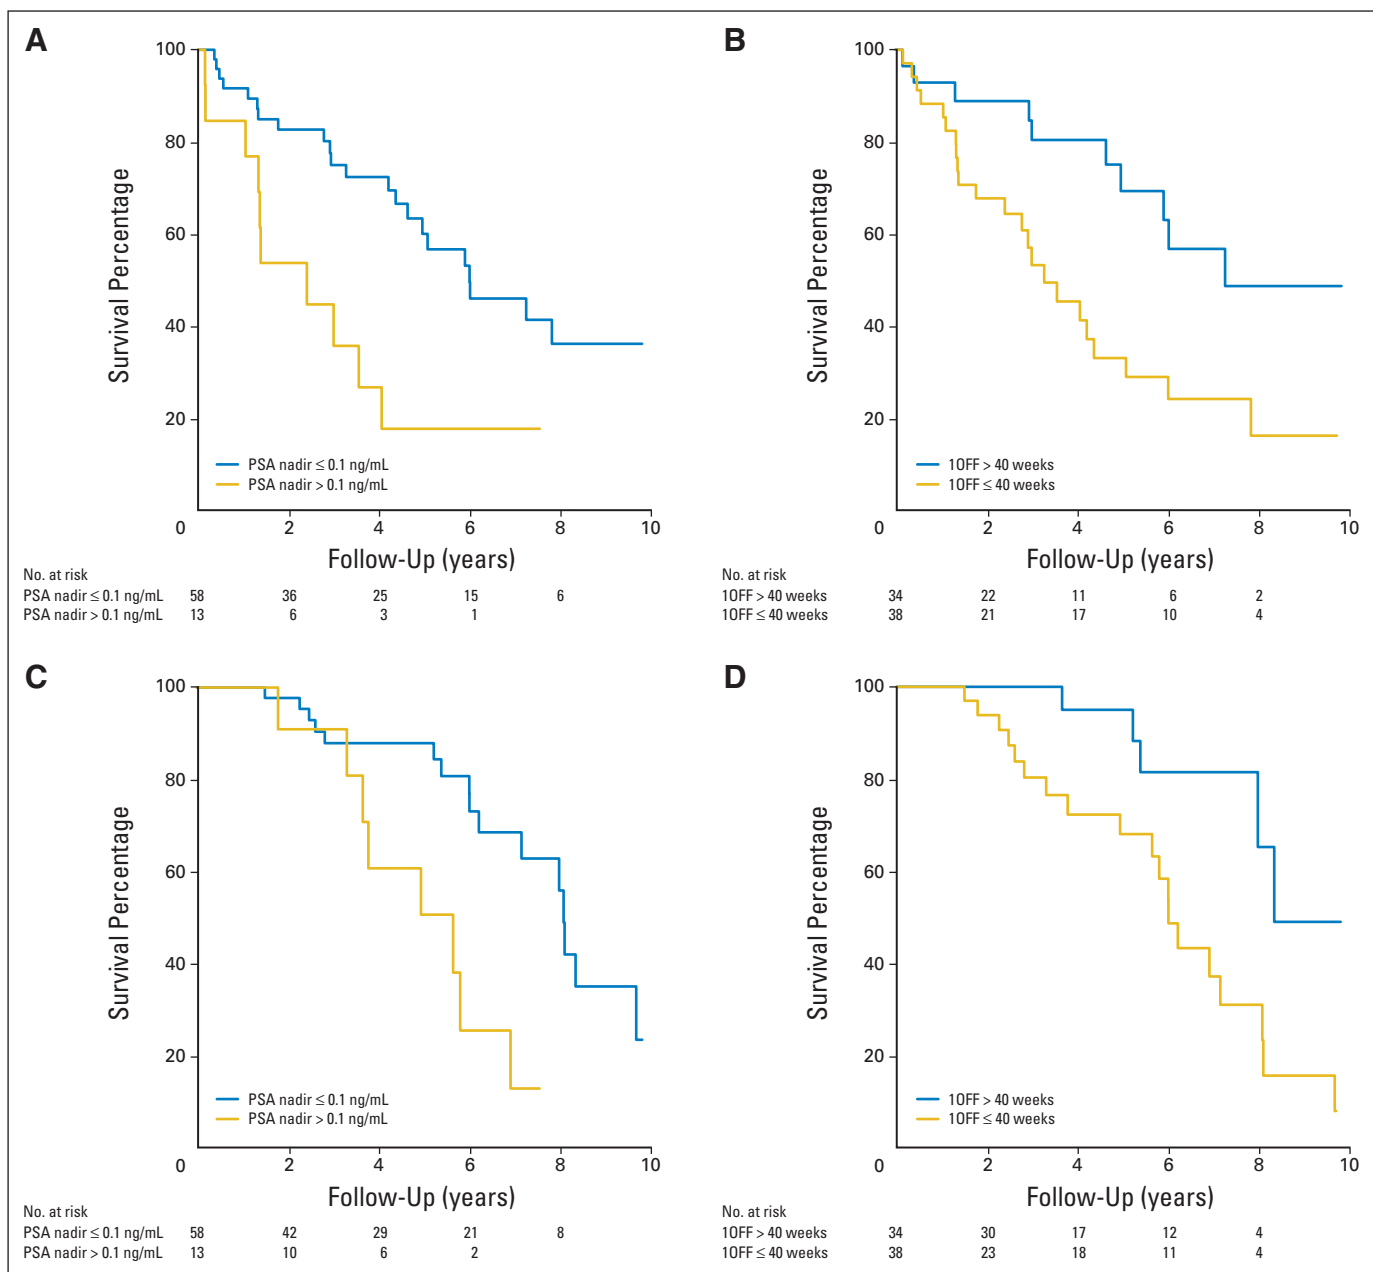 A
100
80
60
40
20
0
2
4
6
8
10
Survival Percentage
Follow-Up (years)
PSA nadir ≤ 0.1 ng/mL
PSA nadir > 0.1 ng/mL
No. at risk
PSA nadir ≤ 0.1 ng/mL 58 36 25 15 6
PSA nadir > 0.1 ng/mL 13 6 3 1
B
100
80
60
40
20
0
2
4
6
8
10
Survival Percentage
Follow-Up (years)
1OFF > 40 weeks
1OFF ≤ 40 weeks
No. at risk
1OFF > 40 weeks 34 22 11 6 2
1OFF ≤ 40 weeks 38 21 17 10 4
C
100
80
60
40
20
0
2
4
6
8
10
Survival Percentage
Follow-Up (years)
PSA nadir ≤ 0.1 ng/mL
PSA nadir > 0.1 ng/mL
No. at risk
PSA nadir ≤ 0.1 ng/mL 58 42 29 21 8
PSA nadir > 0.1 ng/mL 13 10 6 2
D
100
80
60
40
20
0
2
4
6
8
10
Survival Percentage
Follow-Up (years)
1OFF > 40 weeks
1OFF ≤ 40 weeks
No. at risk
1OFF > 40 weeks 34 30 17 12 4
1OFF ≤ 40 weeks 38 23 18 11 4